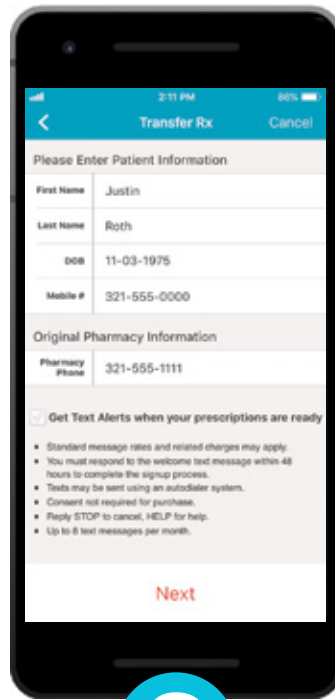 2:11 PM 86%
Transfer Rx Cancel
Please Enter Patient Information
First Name Justin
Last Name Roth
DOB 11-03-1975
Mobile # 321-555-0000
Original Pharmacy Information
Pharmacy
Phone 321-555-1111
Get Text Alerts when your prescriptions are ready
• Standard message rates and related charges may apply.
• You must respond to the welcome text message within 48
hours to complete the signup process.
• Texts may be sent using an autodialer system.
• Consent not required for purchase.
• Reply STOP to cancel, HELP for help.
• Up to 8 text messages per month.
Next